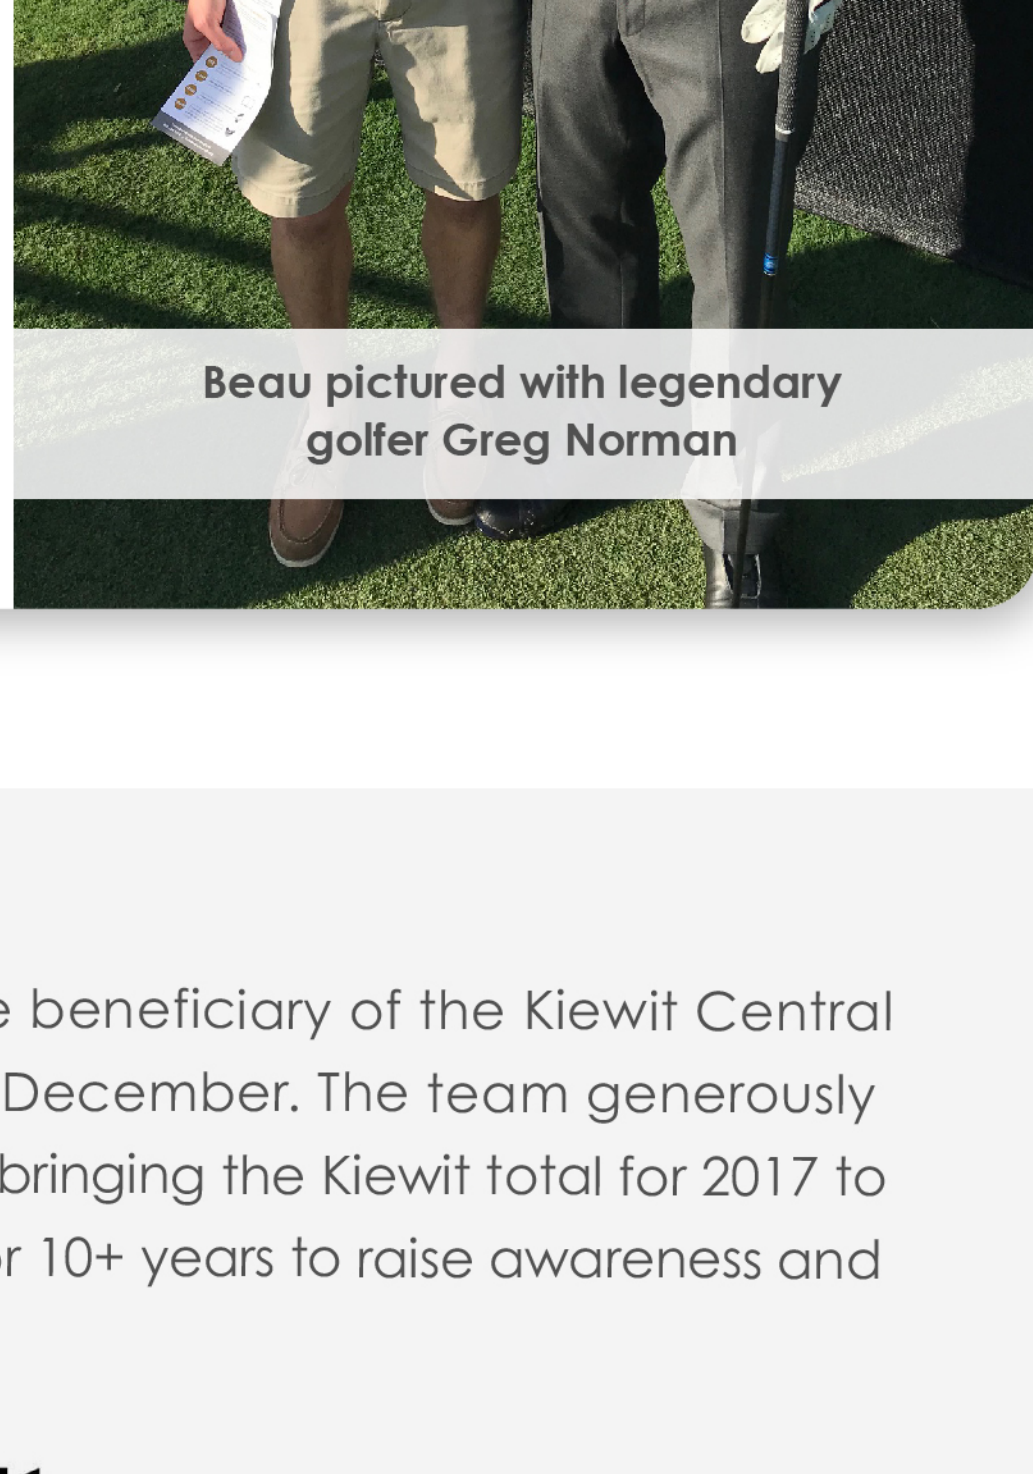 Beau pictured with legendary
golfer Greg Norman
beneficiary of the Kiewit Central
December. The team generously
bringing the Kiewit total for 2017 to
10+ years to raise awareness and